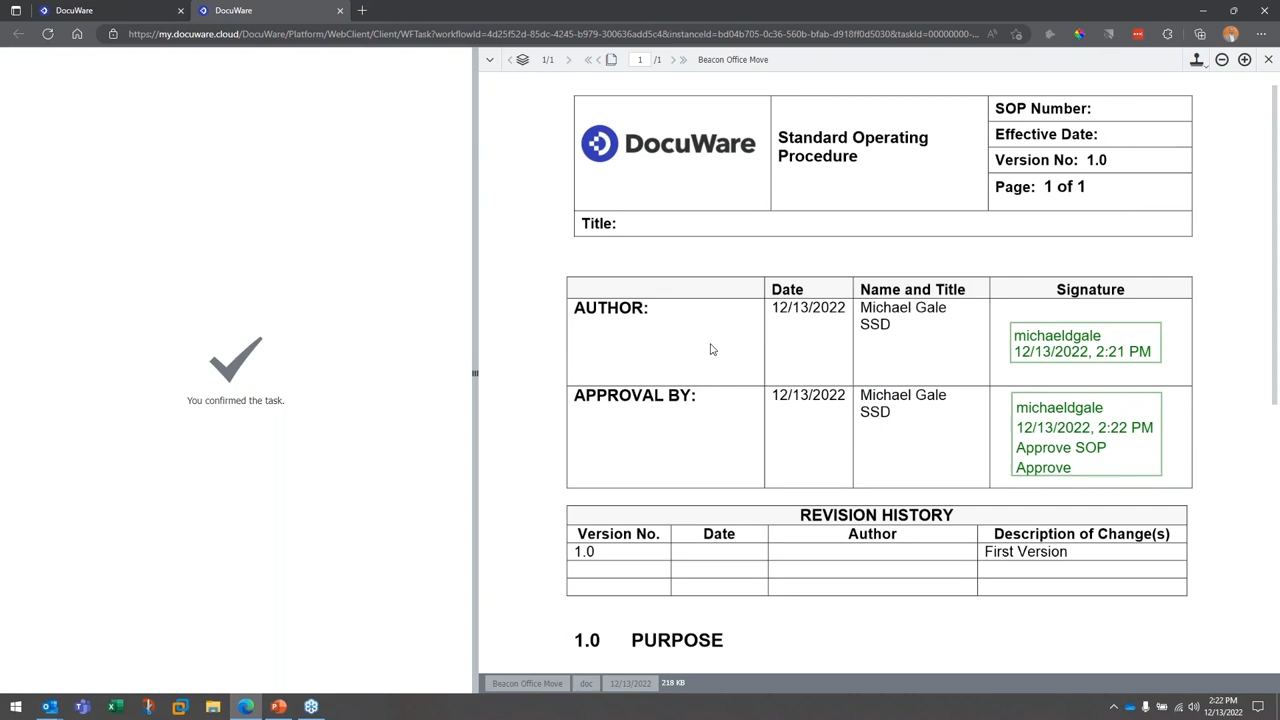 DocuWare
DocuWare
https://my.docuware.cloud/DocuWare/Platform/WebClient/Client/WFTask?workflowId=4d25f52d-85dc-4245-b979-300636add5c4&instanceId=bd04b705-0c36-560b-bfab-d918ff0d5030&taskId=00000000-...
1/1
1 /1
Beacon Office Move
DocuWare
Standard Operating
Procedure
SOP Number:
Effective Date:
Version No: 1.0
Page: 1 of 1
Title:
Date Name and Title Signature
AUTHOR: 12/13/2022 Michael Gale
SSD
michaeldgale
12/13/2022, 2:21 PM
APPROVAL BY: 12/13/2022 Michael Gale
SSD
michaeldgale
12/13/2022, 2:22 PM
Approve SOP
Approve
You confirmed the task.
REVISION HISTORY
Version No. Date Author Description of Change(s)
1.0 First Version
1.0 PURPOSE
Beacon Office Move doc 12/13/2022 218 KB
2:22 PM
12/13/2022